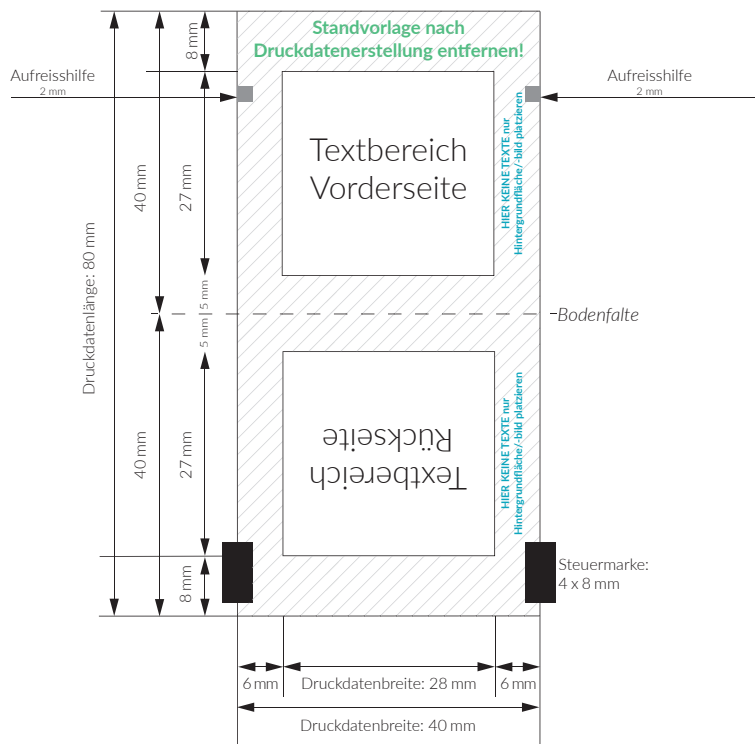 Standvorlage nach
Druckdatenerstellung entfernen!
8 mm
Aufreisshilfe
2 mm
Aufreisshilfe
2 mm
Textbereich
Vorderseite
HIER KEINE TEXTE nur
Hintergrundfläche/-bild platzieren
40 mm
27 mm
Druckdatenlänge: 80 mm
5 mm
5 mm
Bodenfalte
40 mm
27 mm
Textbereich
Rückseite
HIER KEINE TEXTE nur
Hintergrundfläche/-bild platzieren
8 mm
Steuermarke:
4 x 8 mm
6 mm
Druckdatenbreite: 28 mm
6 mm
Druckdatenbreite: 40 mm